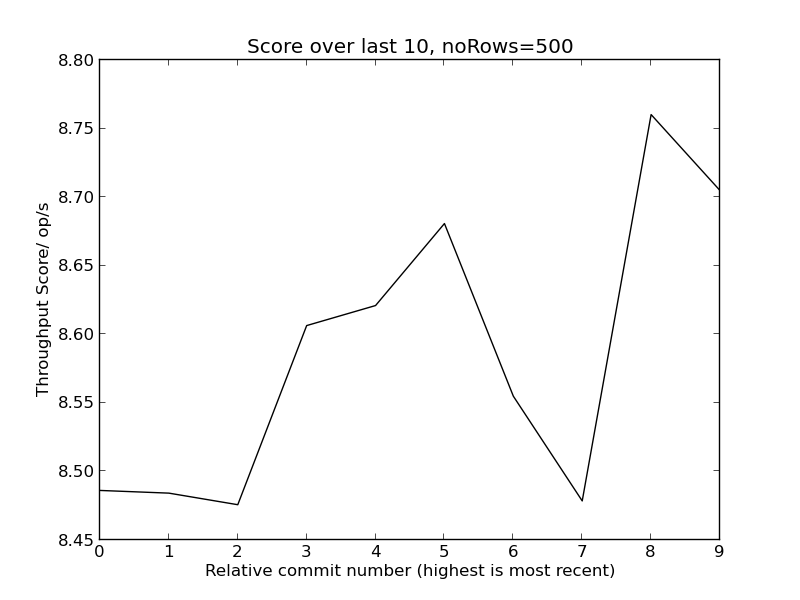 Score over last 10, noRows=500
8.80
8.75
8.70
8.65
8.60
8.55
8.50
8.45
Throughput Score/ op/s
0 1 2 3 4 5 6 7 8 9
Relative commit number (highest is most recent)